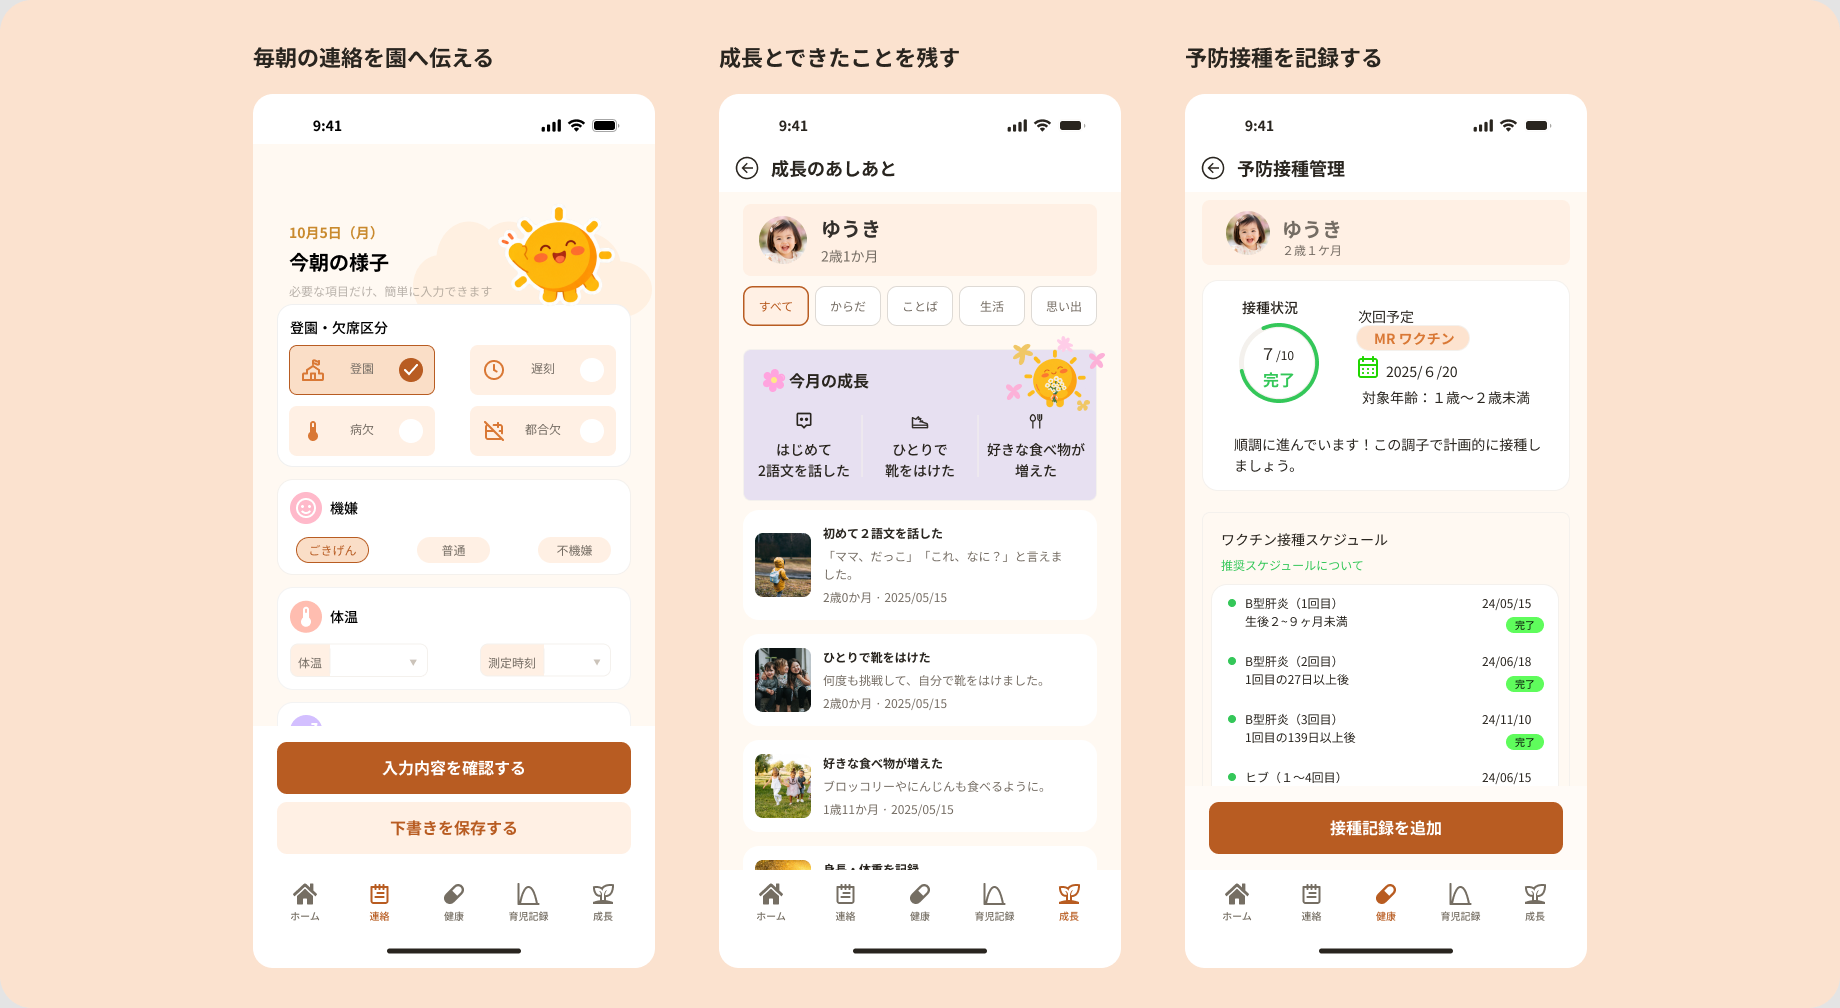 毎朝の連絡を園へ伝える
9:41
10月5日（月）
今朝の様子
必要な項目だけ、簡単に入力できます
登園・欠席区分
登園
遅刻
病欠
都合欠
機嫌
ごきげん
普通
不機嫌
体温
体温
測定時刻
入力内容を確認する
下書きを保存する
ホーム
連絡
健康
育児記録
成長
成長とできたことを残す
9:41
成長のあしあと
ゆうき
2歳1か月
すべて
からだ
ことば
生活
思い出
今月の成長
はじめて
2語文を話した
ひとりで
靴をはけた
好きな食べ物が
増えた
初めて２語文を話した
「ママ、だっこ」「これ、なに？」と言えま
した。
2歳0か月・2025/05/15
ひとりで靴をはけた
何度も挑戦して、自分で靴をはけました。
2歳0か月・2025/05/15
好きな食べ物が増えた
ブロッコリーやにんじんも食べるように。
1歳11か月・2025/05/15
身長・体重を記録
ホーム
連絡
健康
育児記録
成長
予防接種を記録する
9:41
予防接種管理
ゆうき
２歳１ケ月
接種状況
７/10
完了
次回予定
MR ワクチン
2025/６/20
対象年齢：１歳～２歳未満
順調に進んでいます！この調子で計画的に接種し
ましょう。
ワクチン接種スケジュール
推奨スケジュールについて
B型肝炎（1回目）
24/05/15
生後２~９ヶ月未満
完了
B型肝炎（2回目）
24/06/18
1回目の27日以上後
完了
B型肝炎（3回目）
24/11/10
1回目の139日以上後
完了
ヒブ（１～4回目）
24/06/15
接種記録を追加
ホーム
連絡
健康
育児記録
成長